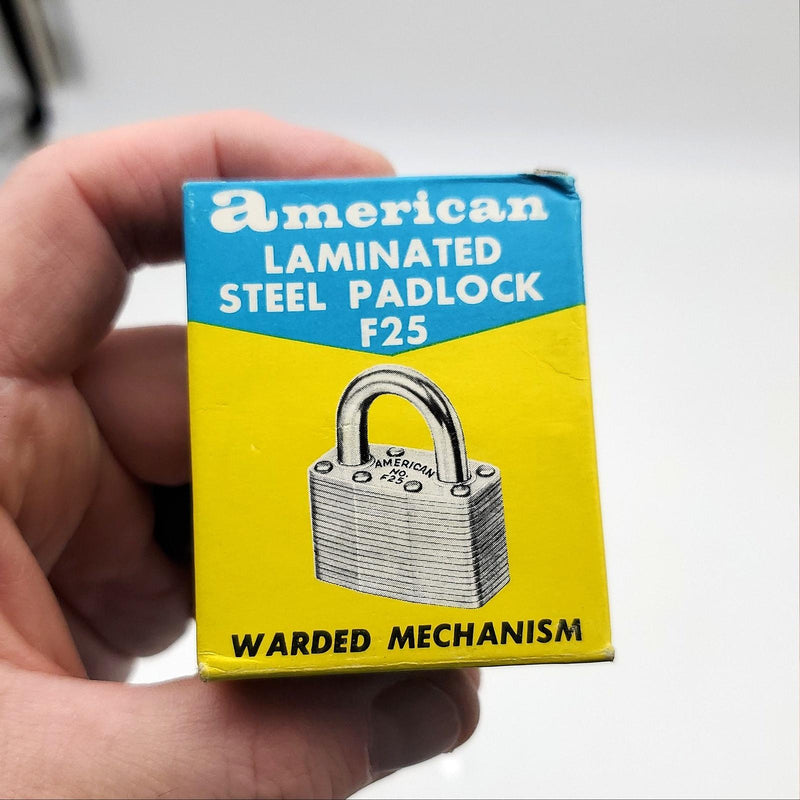 american
LAMINATED
STEEL PADLOCK
F25
AMERICAN
NO.
F25
WARDED MECHANISM